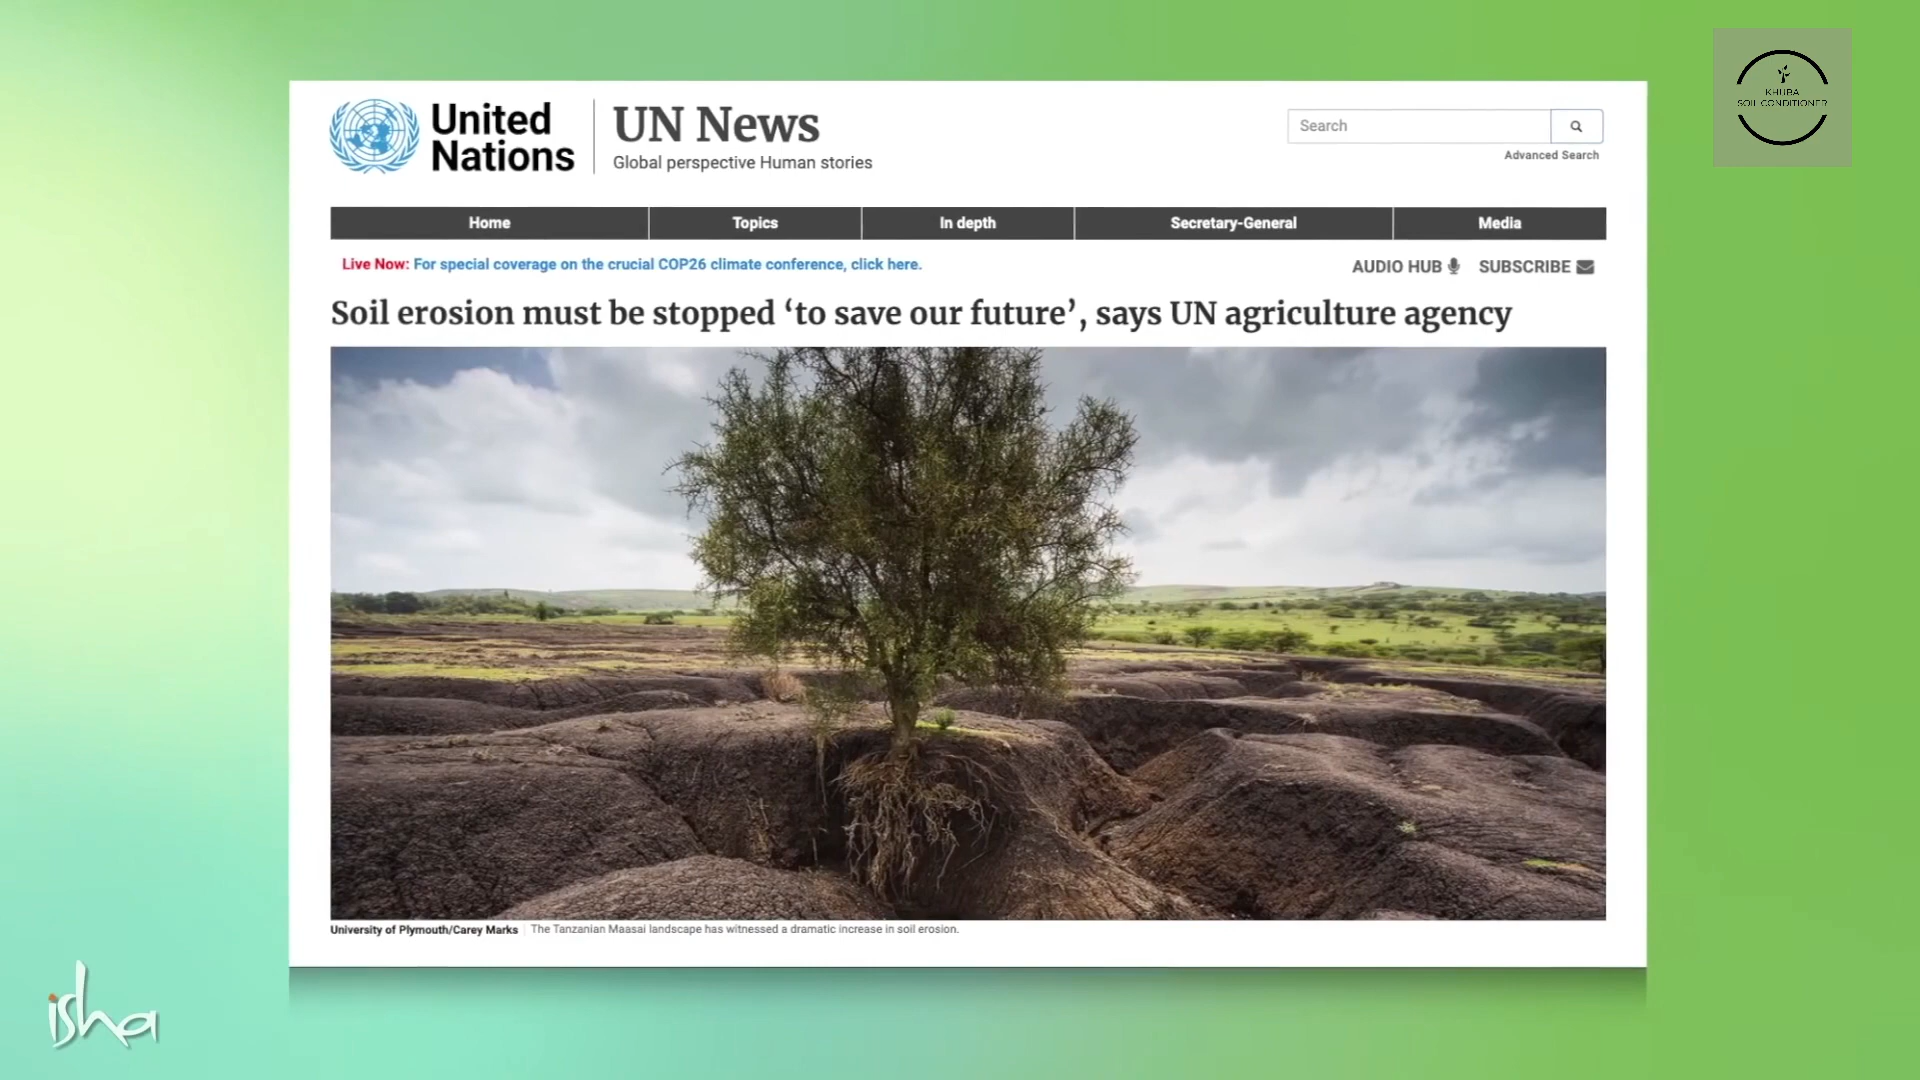 United
Nations
UN News
Global perspective Human stories
Search
Advanced Search
KHUBA
SOIL CONDITIONER
Home
Topics
In depth
Secretary-General
Media
Live Now: For special coverage on the crucial COP26 climate conference, click here.
AUDIO HUB
SUBSCRIBE
Soil erosion must be stopped ‘to save our future’, says UN agriculture agency
University of Plymouth/Carey Marks
The Tanzanian Maasai landscape has witnessed a dramatic increase in soil erosion.
isha